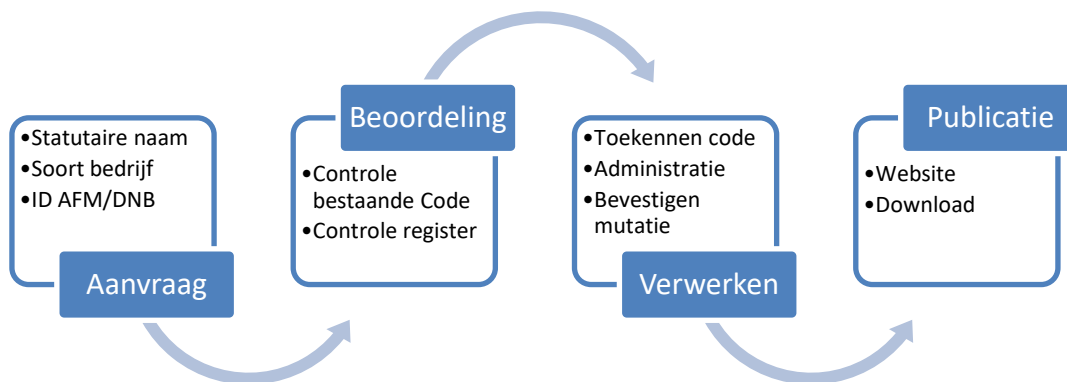 •Statutaire naam
•Soort bedrijf
•ID AFM/DNB
Aanvraag
Beoordeling
•Controle
bestaande Code
•Controle register
•Toekennen code
•Administratie
•Bevestigen
mutatie
Verwerken
Publicatie
•Website
•Download